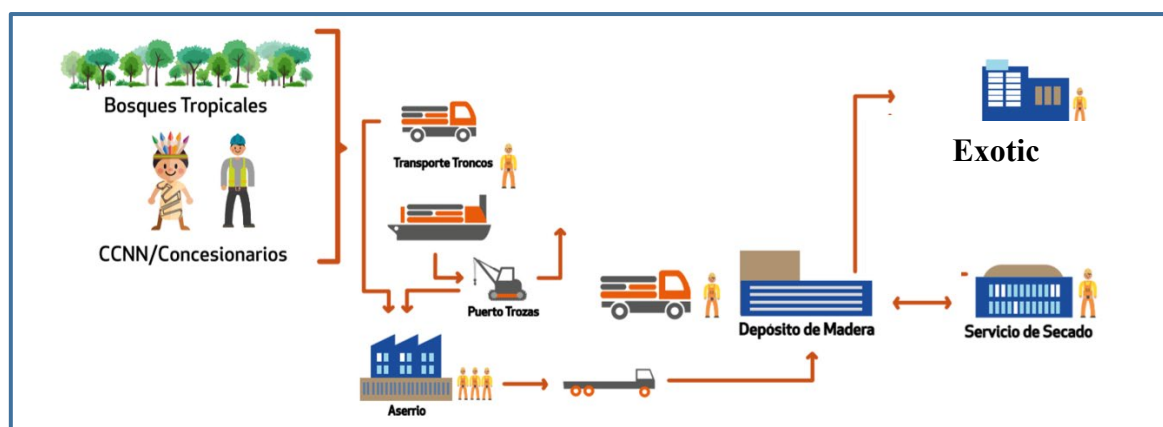 Bosques Tropicales
CCNN/Concesionarios
Transporte Troncos
Puerto Trozas
Aserrio
Depósito de Madera
Exotic
Servicio de Secado